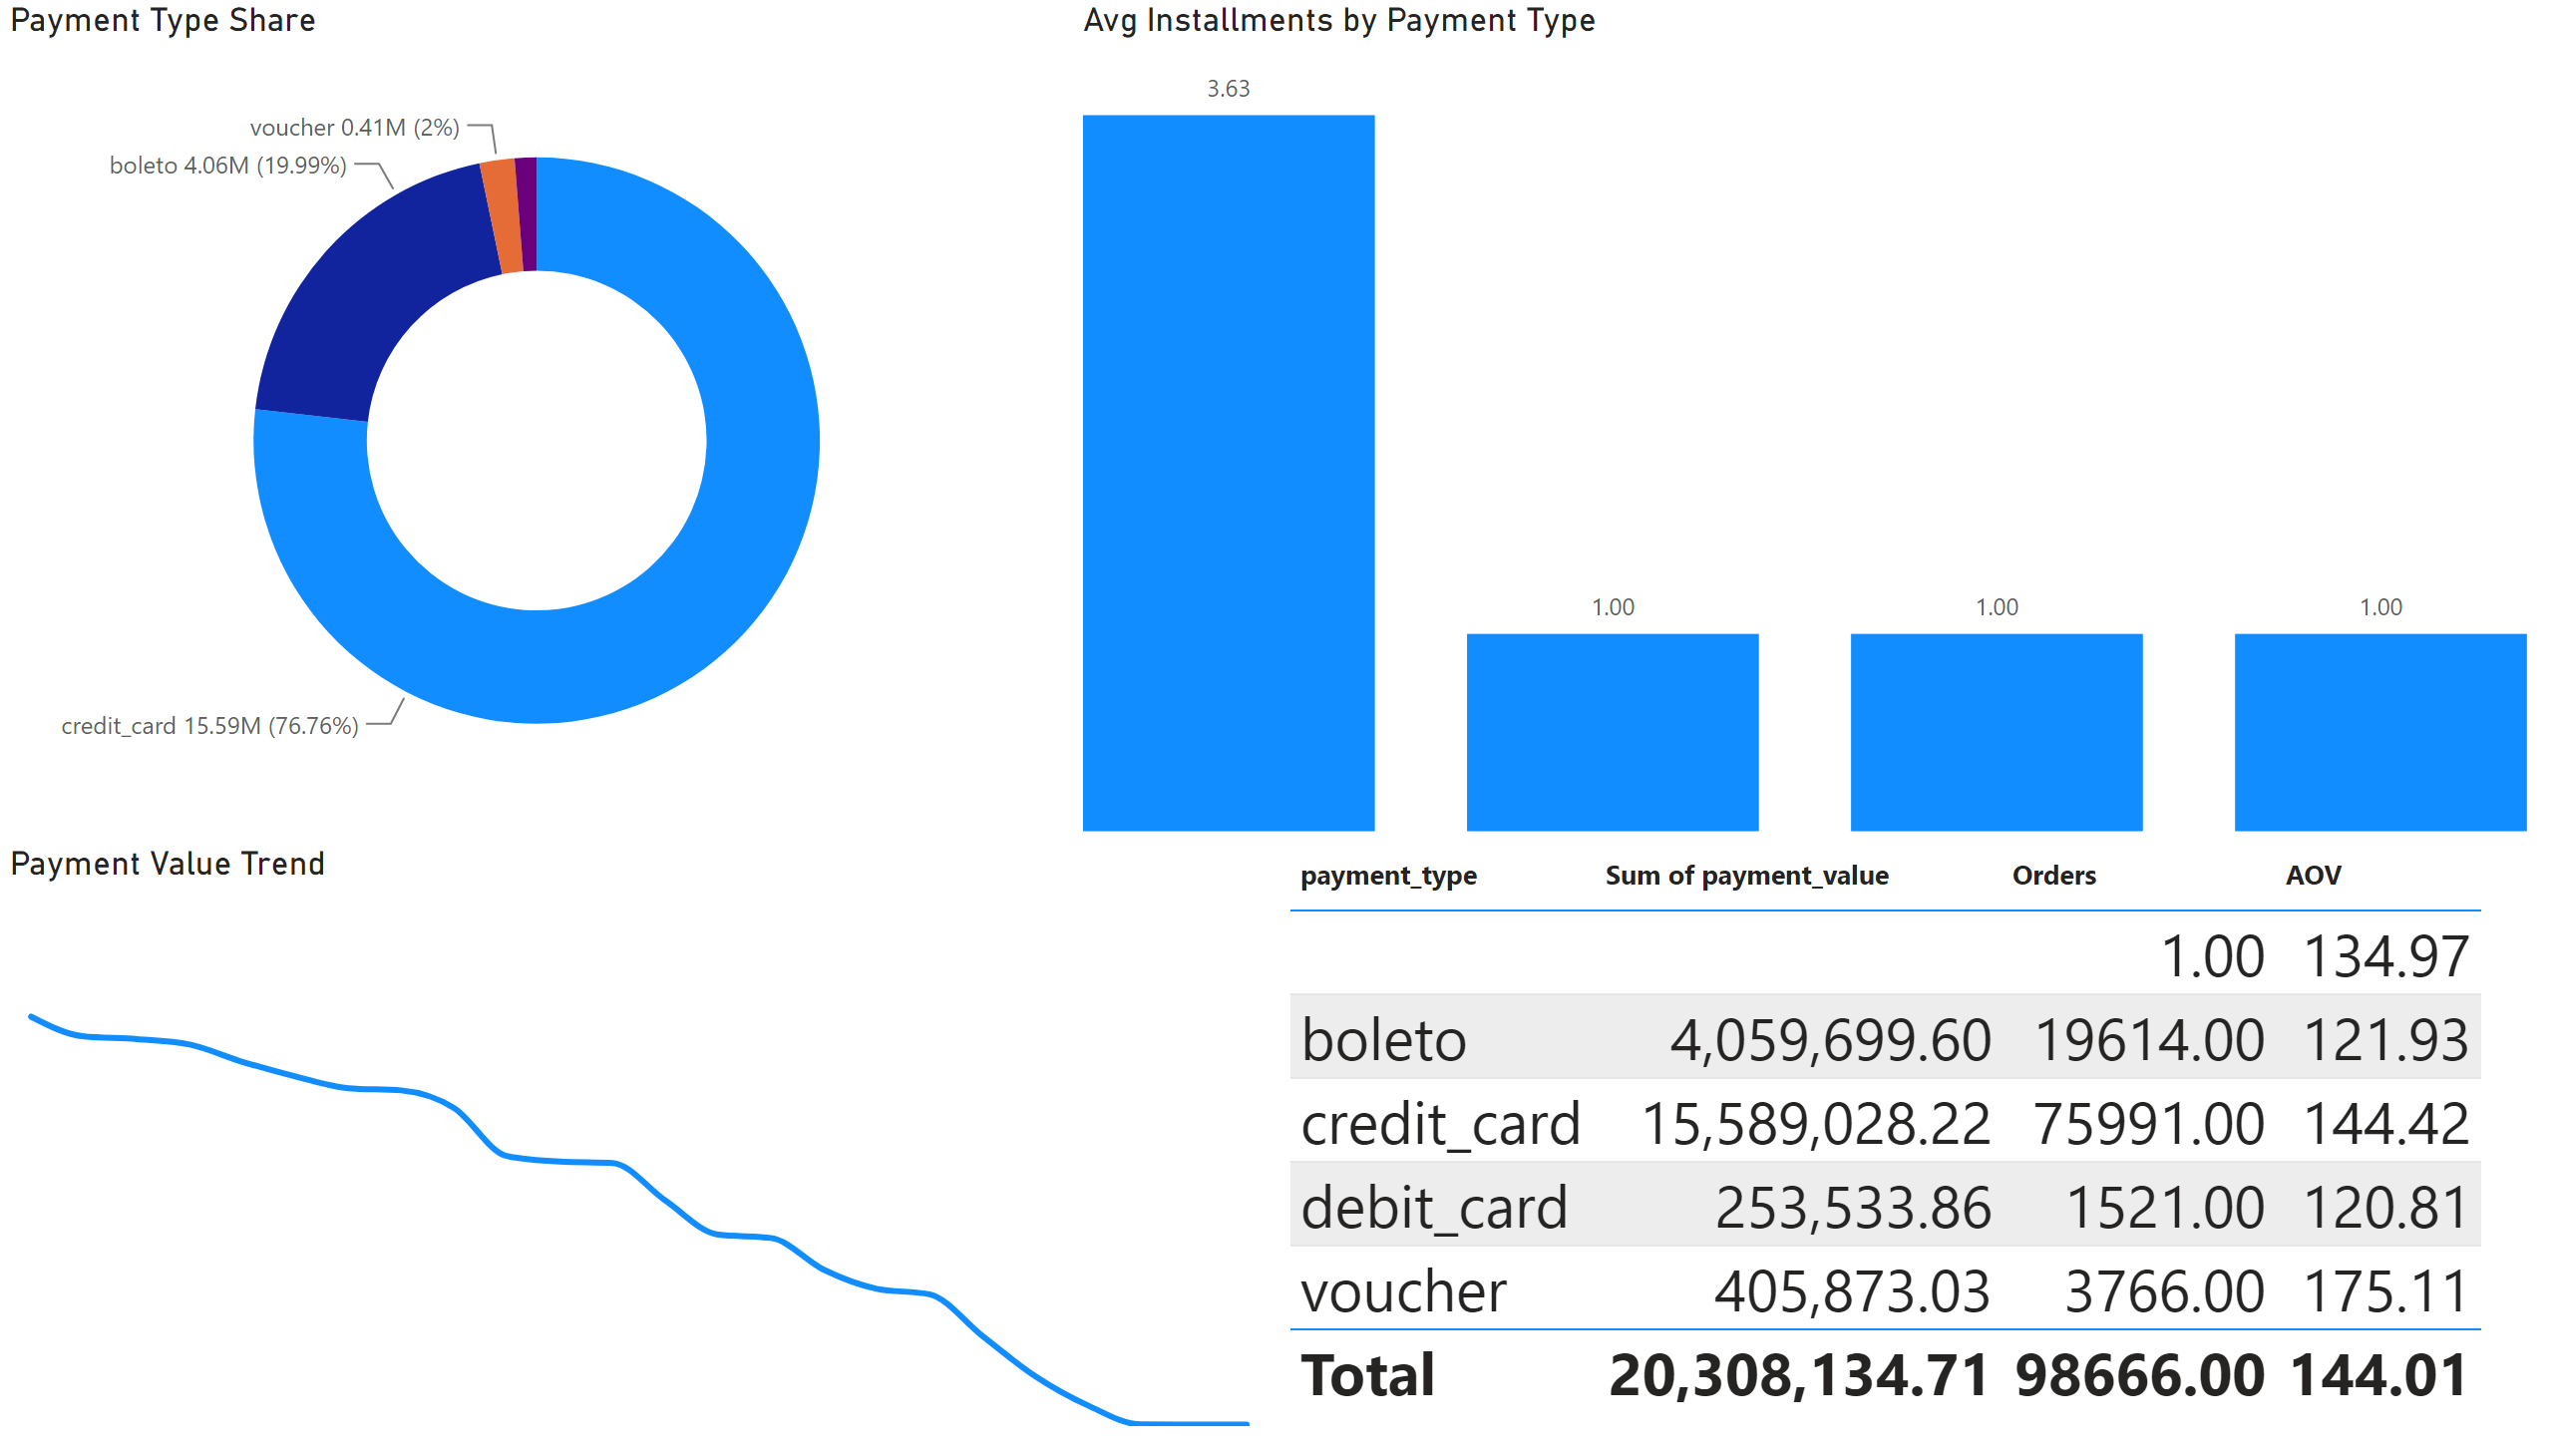 Payment Type Share
voucher 0.41M (2%)
boleto 4.06M (19.99%)
credit_card 15.59M (76.76%)
Avg Installments by Payment Type
3.63
1.00
1.00
1.00
Payment Value Trend
payment_type Sum of payment_value Orders AOV
1.00 134.97
boleto 4,059,699.60 19614.00 121.93
credit_card 15,589,028.22 75991.00 144.42
debit_card 253,533.86 1521.00 120.81
voucher 405,873.03 3766.00 175.11
Total 20,308,134.71 98666.00 144.01